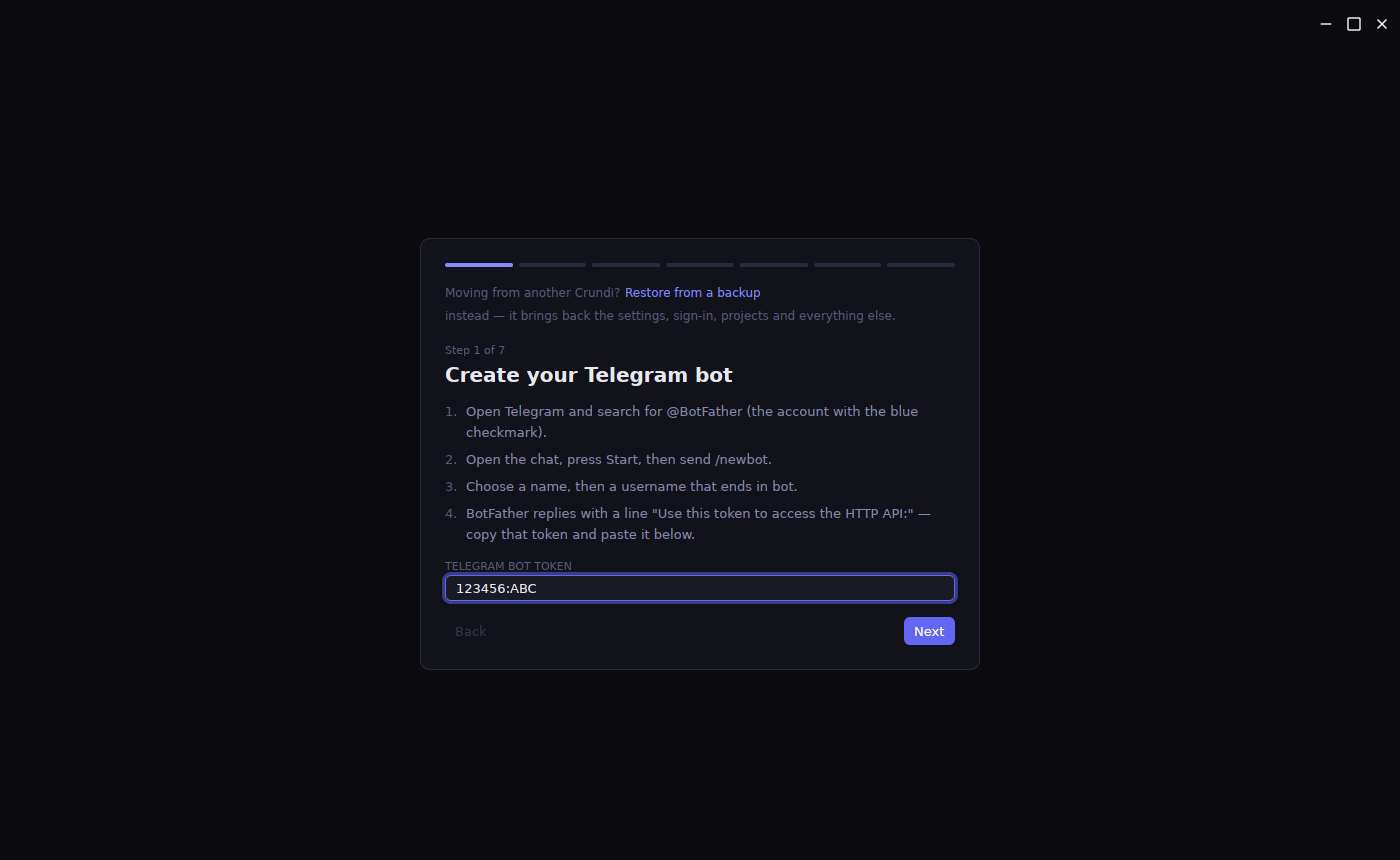 Moving from another Crundi? Restore from a backup
instead — it brings back the settings, sign-in, projects and everything else.
Step 1 of 7
Create your Telegram bot
1. Open Telegram and search for @BotFather (the account with the blue
checkmark).
2. Open the chat, press Start, then send /newbot.
3. Choose a name, then a username that ends in bot.
4. BotFather replies with a line "Use this token to access the HTTP API:" —
copy that token and paste it below.
TELEGRAM BOT TOKEN
123456:ABC
Back
Next